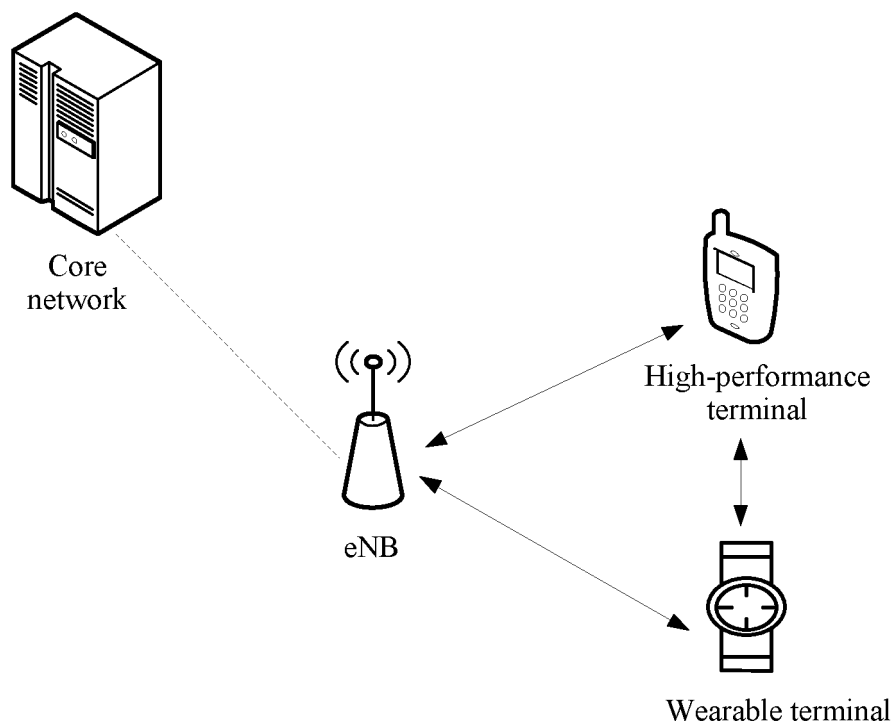 Core
network
High-performance
terminal
eNB
Wearable terminal